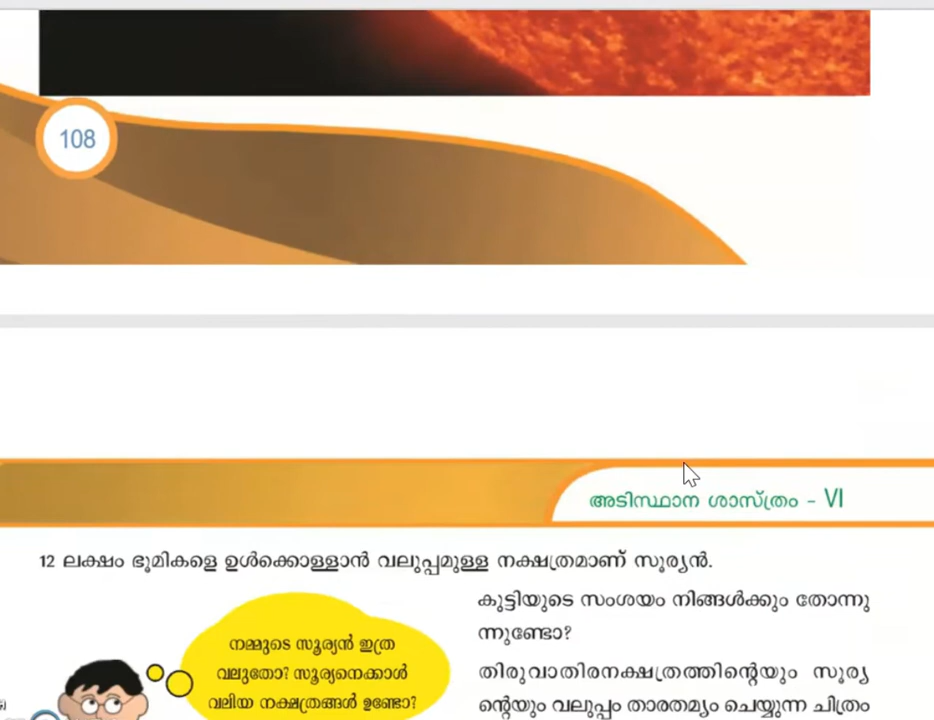 108
അടിസ്ഥാന ശാസ്ത്രം - VI
12 ലക്ഷം ഭൂമികളെ ഉൾക്കൊള്ളാൻ വലുപ്പമുള്ള നക്ഷത്രമാണ് സൂര്യൻ.
നമ്മുടെ സൂര്യൻ ഇത്ര
വലുതോ? സൂര്യനെക്കാൾ
വലിയ നക്ഷത്രങ്ങൾ ഉണ്ടോ?
കുട്ടിയുടെ സംശയം നിങ്ങൾക്കും തോന്നു
ന്നുണ്ടോ?
തിരുവാതിരനക്ഷത്രത്തിന്റെയും സൂര്യ
ന്റെയും വലുപ്പം താരതമ്യം ചെയ്യുന്ന ചിത്രം